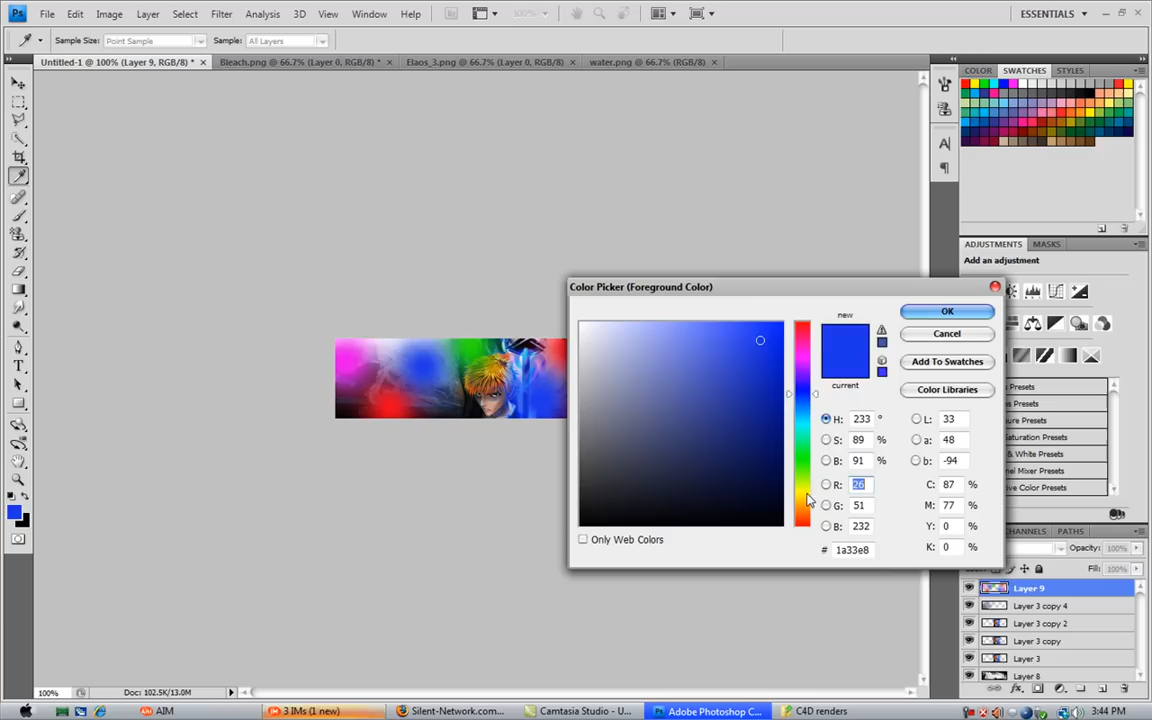 Ps File Edit Image Layer Select Filter Analysis 3D View Window Help Br 100% ESSENTIALS
Sample Size: Point Sample Sample: All Layers
Untitled-1 @ 100% (Layer 9, RGB/8) * × Bleach.png @ 66.7% (Layer 0, RGB/8) * × Elaos_3.png @ 66.7% (Layer 0, RGB/8) × water.png @ 66.7% (RGB/8) ×
COLOR SWATCHES STYLES
ADJUSTMENTS MASKS
Add an adjustment
Color Picker (Foreground Color)
new
current
OK
Cancel
Add To Swatches
Color Libraries
H: 233 °
S: 89 %
B: 91 %
R: 26
G: 51
B: 232
# 1a33e8
L: 33
a: 48
b: -94
C: 87 %
M: 77 %
Y: 0 %
K: 0 %
Only Web Colors
Presets
Presets
Presets
Saturation Presets
& White Presets
nel Mixer Presets
ve Color Presets
CHANNELS PATHS
Opacity: 100%
Fill: 100%
Layer 9
Layer 3 copy 4
Layer 3 copy 2
Layer 3 copy
Layer 3
Layer 8
100% Doc: 102.5K/13.0M
AIM 3 IMs (1 new) Silent-Network.com... Camtasia Studio - U... Adobe Photoshop C... C4D renders 3:44 PM